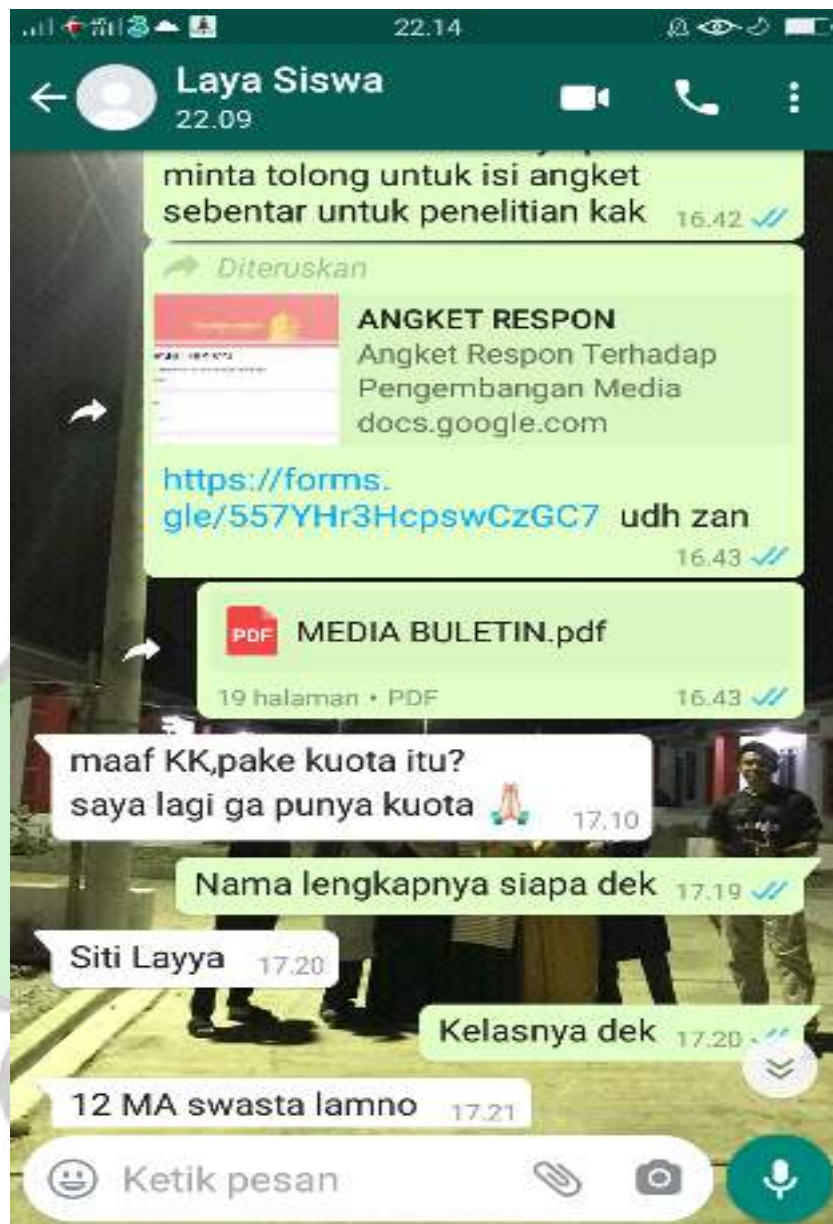 22.14
Laya Siswa
22.09
minta tolong untuk isi angket
sebentar untuk penelitian kak 16.42
Diteruskan
ANGKET RESPON
Angket Respon Terhadap
Pengembangan Media
docs.google.com
https://forms.
gle/557YHr3HcpswCzGC7 udh zan
16.43
PDF MEDIA BULETIN.pdf
19 halaman • PDF 16.43
maaf KK,pake kuota itu?
saya lagi ga punya kuota 🙏 17.10
Nama lengkapnya siapa dek 17.19
Siti Layya 17.20
Kelasnya dek 17.20
12 MA swasta lamno 17.21
Ketik pesan